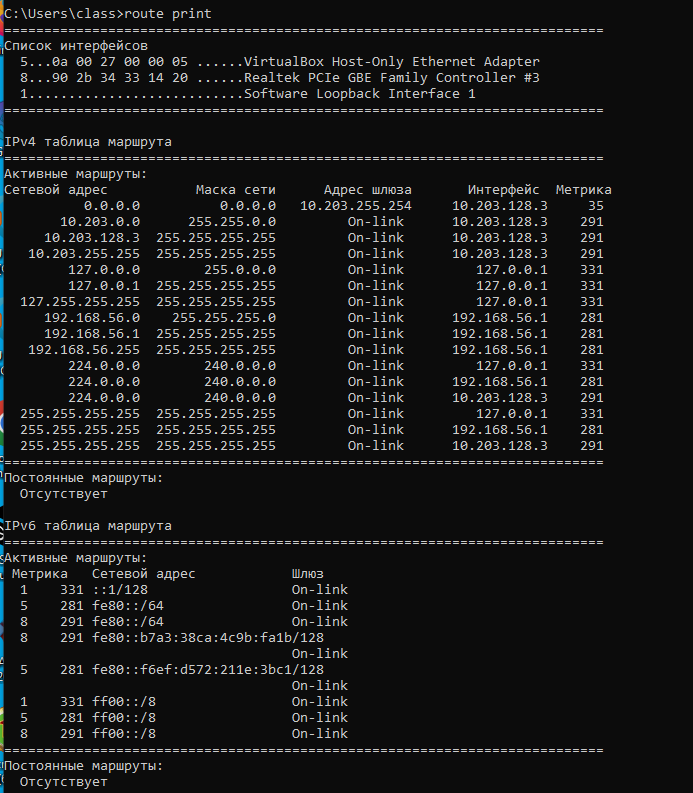 C:\Users\class>route print
===========================================================================
Список интерфейсов
  5...0a 00 27 00 00 05 ......VirtualBox Host-Only Ethernet Adapter
  8...90 2b 34 33 14 20 ......Realtek PCIe GBE Family Controller #3
  1...........................Software Loopback Interface 1
===========================================================================

IPv4 таблица маршрута
===========================================================================
Активные маршруты:
Сетевой адрес           Маска сети      Адрес шлюза       Интерфейс  Метрика
          0.0.0.0          0.0.0.0   10.203.255.254     10.203.128.3     35
       10.203.0.0      255.255.0.0         On-link      10.203.128.3    291
     10.203.128.3  255.255.255.255         On-link      10.203.128.3    291
   10.203.255.255  255.255.255.255         On-link      10.203.128.3    291
        127.0.0.0        255.0.0.0         On-link         127.0.0.1    331
        127.0.0.1  255.255.255.255         On-link         127.0.0.1    331
  127.255.255.255  255.255.255.255         On-link         127.0.0.1    331
     192.168.56.0    255.255.255.0         On-link      192.168.56.1    281
     192.168.56.1  255.255.255.255         On-link      192.168.56.1    281
   192.168.56.255  255.255.255.255         On-link      192.168.56.1    281
        224.0.0.0        240.0.0.0         On-link         127.0.0.1    331
        224.0.0.0        240.0.0.0         On-link      192.168.56.1    281
        224.0.0.0        240.0.0.0         On-link      10.203.128.3    291
  255.255.255.255  255.255.255.255         On-link         127.0.0.1    331
  255.255.255.255  255.255.255.255         On-link      192.168.56.1    281
  255.255.255.255  255.255.255.255         On-link      10.203.128.3    291
===========================================================================
Постоянные маршруты:
  Отсутствует

IPv6 таблица маршрута
===========================================================================
Активные маршруты:
 Метрика   Сетевой адрес            Шлюз
  1    331 ::1/128                  On-link
  5    281 fe80::/64                On-link
  8    291 fe80::/64                On-link
  8    291 fe80::b7a3:38ca:4c9b:fa1b/128
                                    On-link
  5    281 fe80::f6ef:d572:211e:3bc1/128
                                    On-link
  1    331 ff00::/8                 On-link
  5    281 ff00::/8                 On-link
  8    291 ff00::/8                 On-link
===========================================================================
Постоянные маршруты:
  Отсутствует